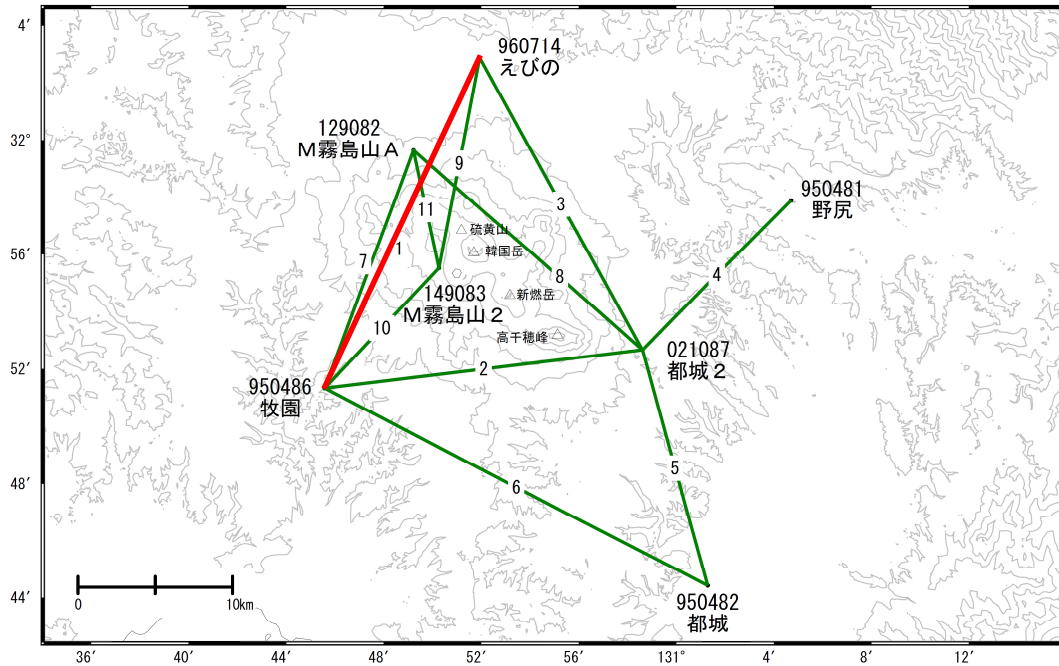 4′
960714
えびの
129082
M霧島山A
32°
9
950481
野尻
11
3
硫黄山
56′
1
韓国岳
7
8
4
149083
M霧島山2
新燃岳
10
高千穂峰
021087
都城2
52′
2
950486
牧園
5
48′
6
0
10km
44′
950482
都城
36′
40′
44′
48′
52′
56′
131°
4′
8′
12′